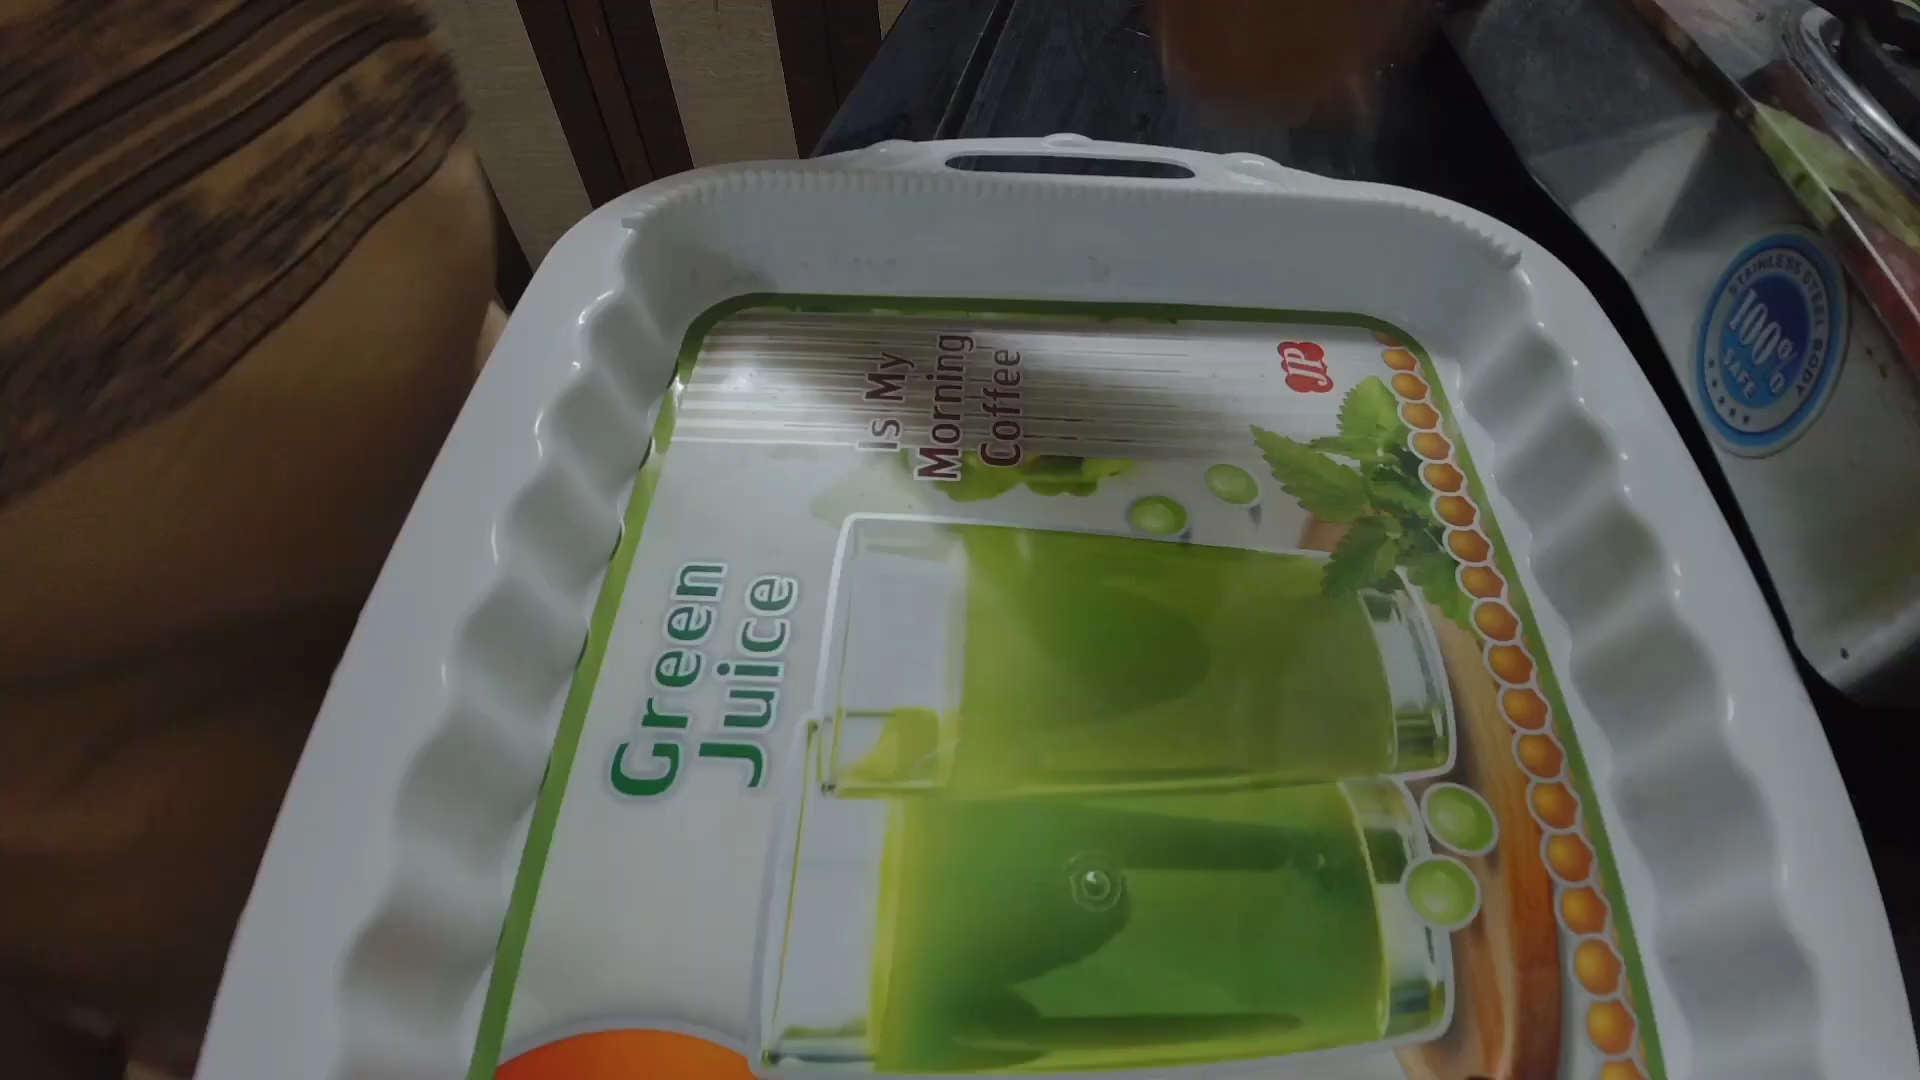 Green
Juice
Is My
Morning
Coffee
JP
STAINLESS STEEL BODY
100%
SAFE